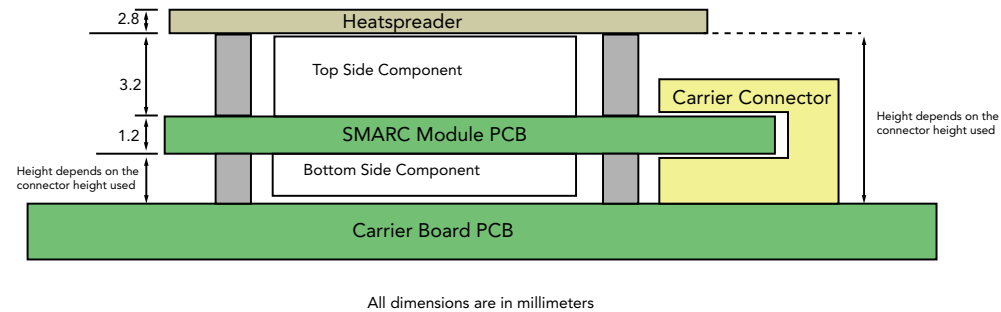 2.8
Heatspreader
3.2
Top Side Component
Carrier Connector
Height depends on the
connector height used
1.2
SMARC Module PCB
Height depends on the
connector height used
Bottom Side Component
Carrier Board PCB
All dimensions are in millimeters